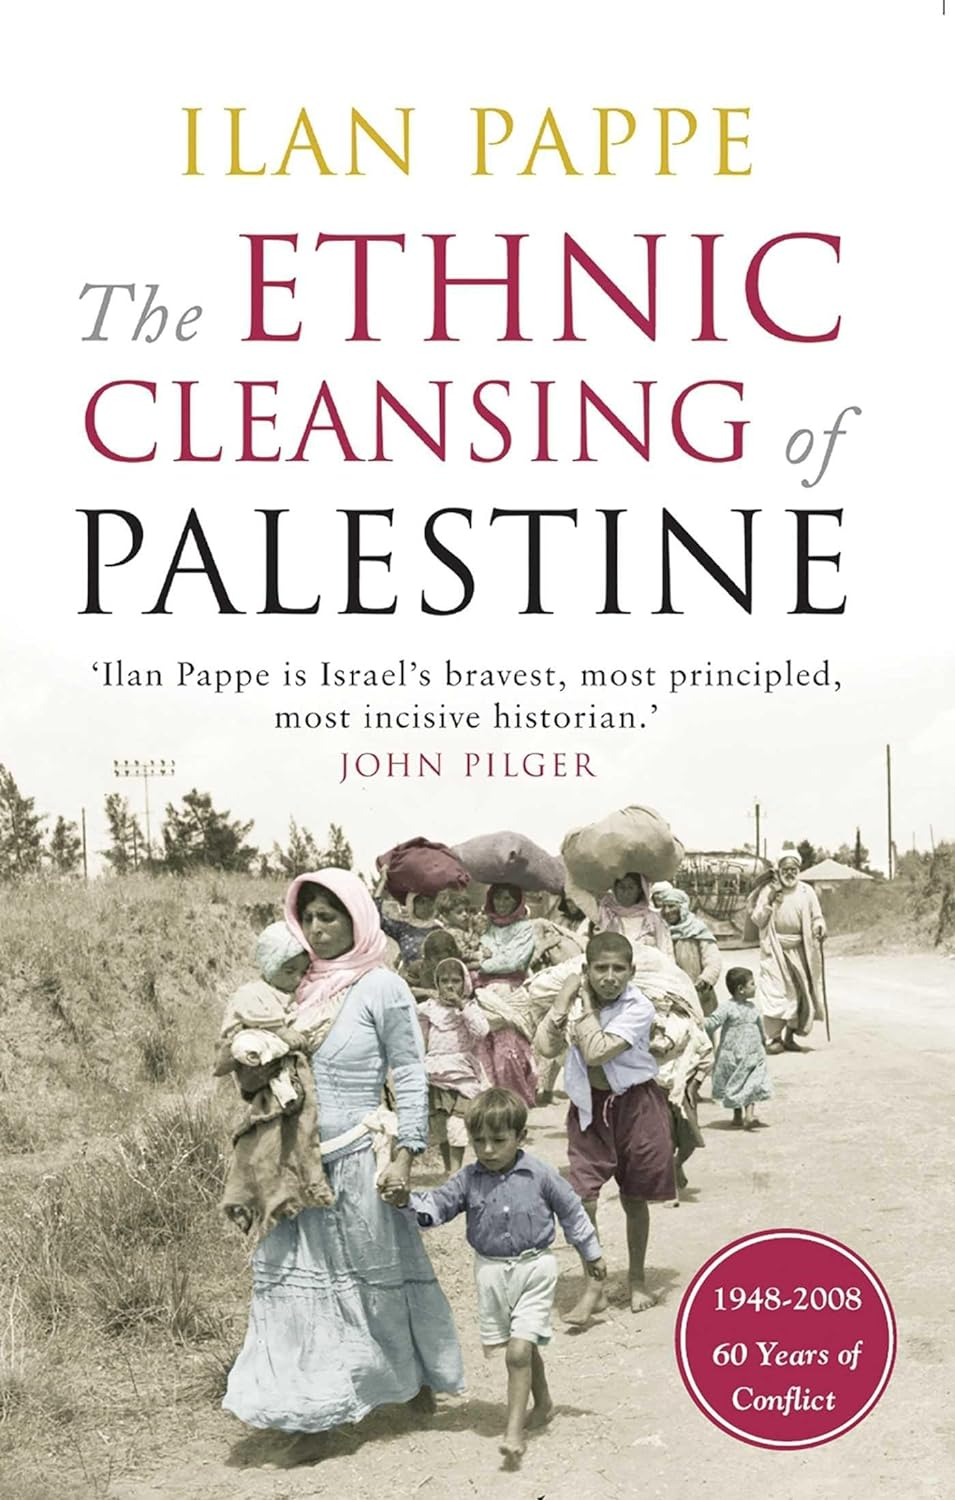 ILAN PAPPE
The ETHNIC
CLEANSING of
PALESTINE
‘Ilan Pappe is Israel’s bravest, most principled,
most incisive historian.’
JOHN PILGER
1948-2008
60 Years of
Conflict